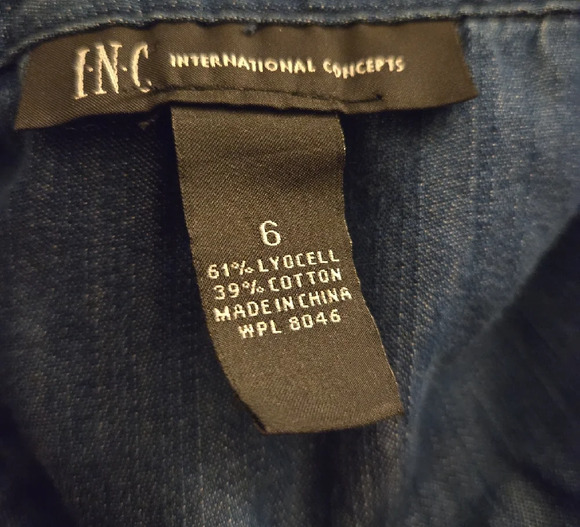 I·N·C INTERNATIONAL CONCEPTS
6
61% LYOCELL
39% COTTON
MADE IN CHINA
WPL 8046